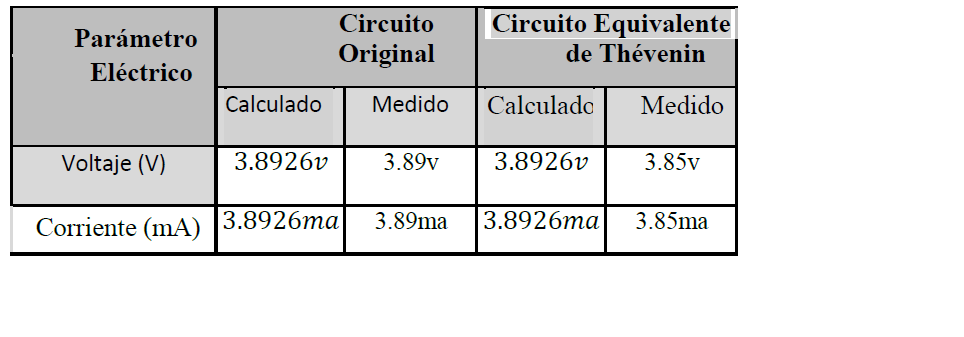 Parámetro Eléctrico
Circuito Original
Circuito Equivalente de Thévenin
Calculado Medido Calculado Medido
Voltaje (V) 3.8926v 3.89v 3.8926v 3.85v
Corriente (mA) 3.8926ma 3.89ma 3.8926ma 3.85ma